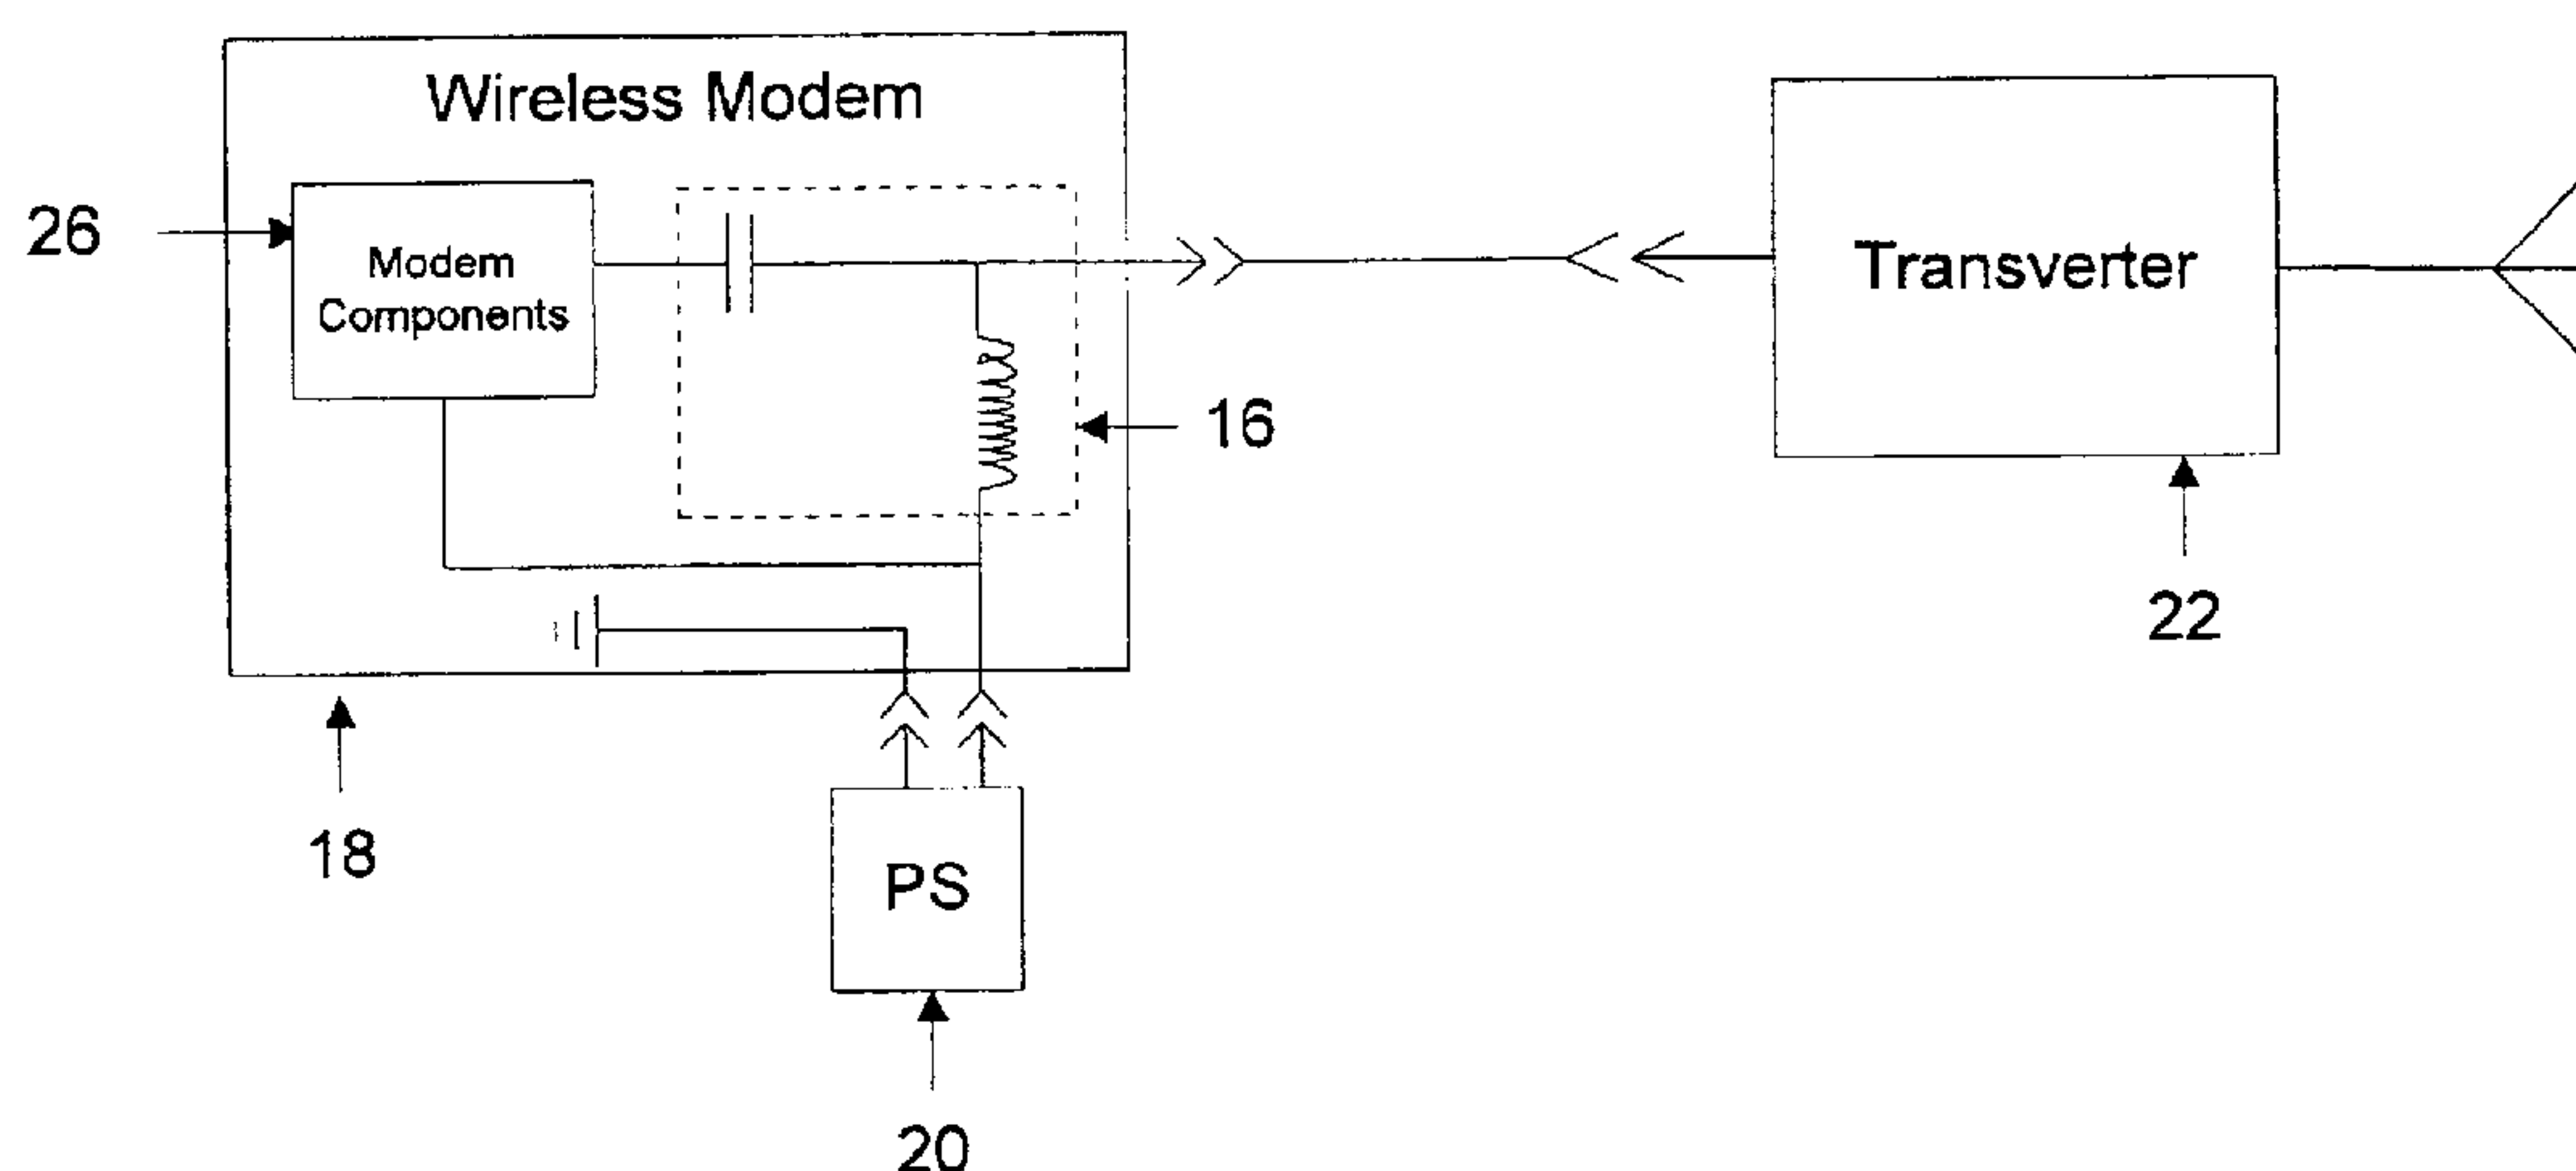 Wireless Modem
26
Modem
Components
Transverter
16
22
18
PS
20